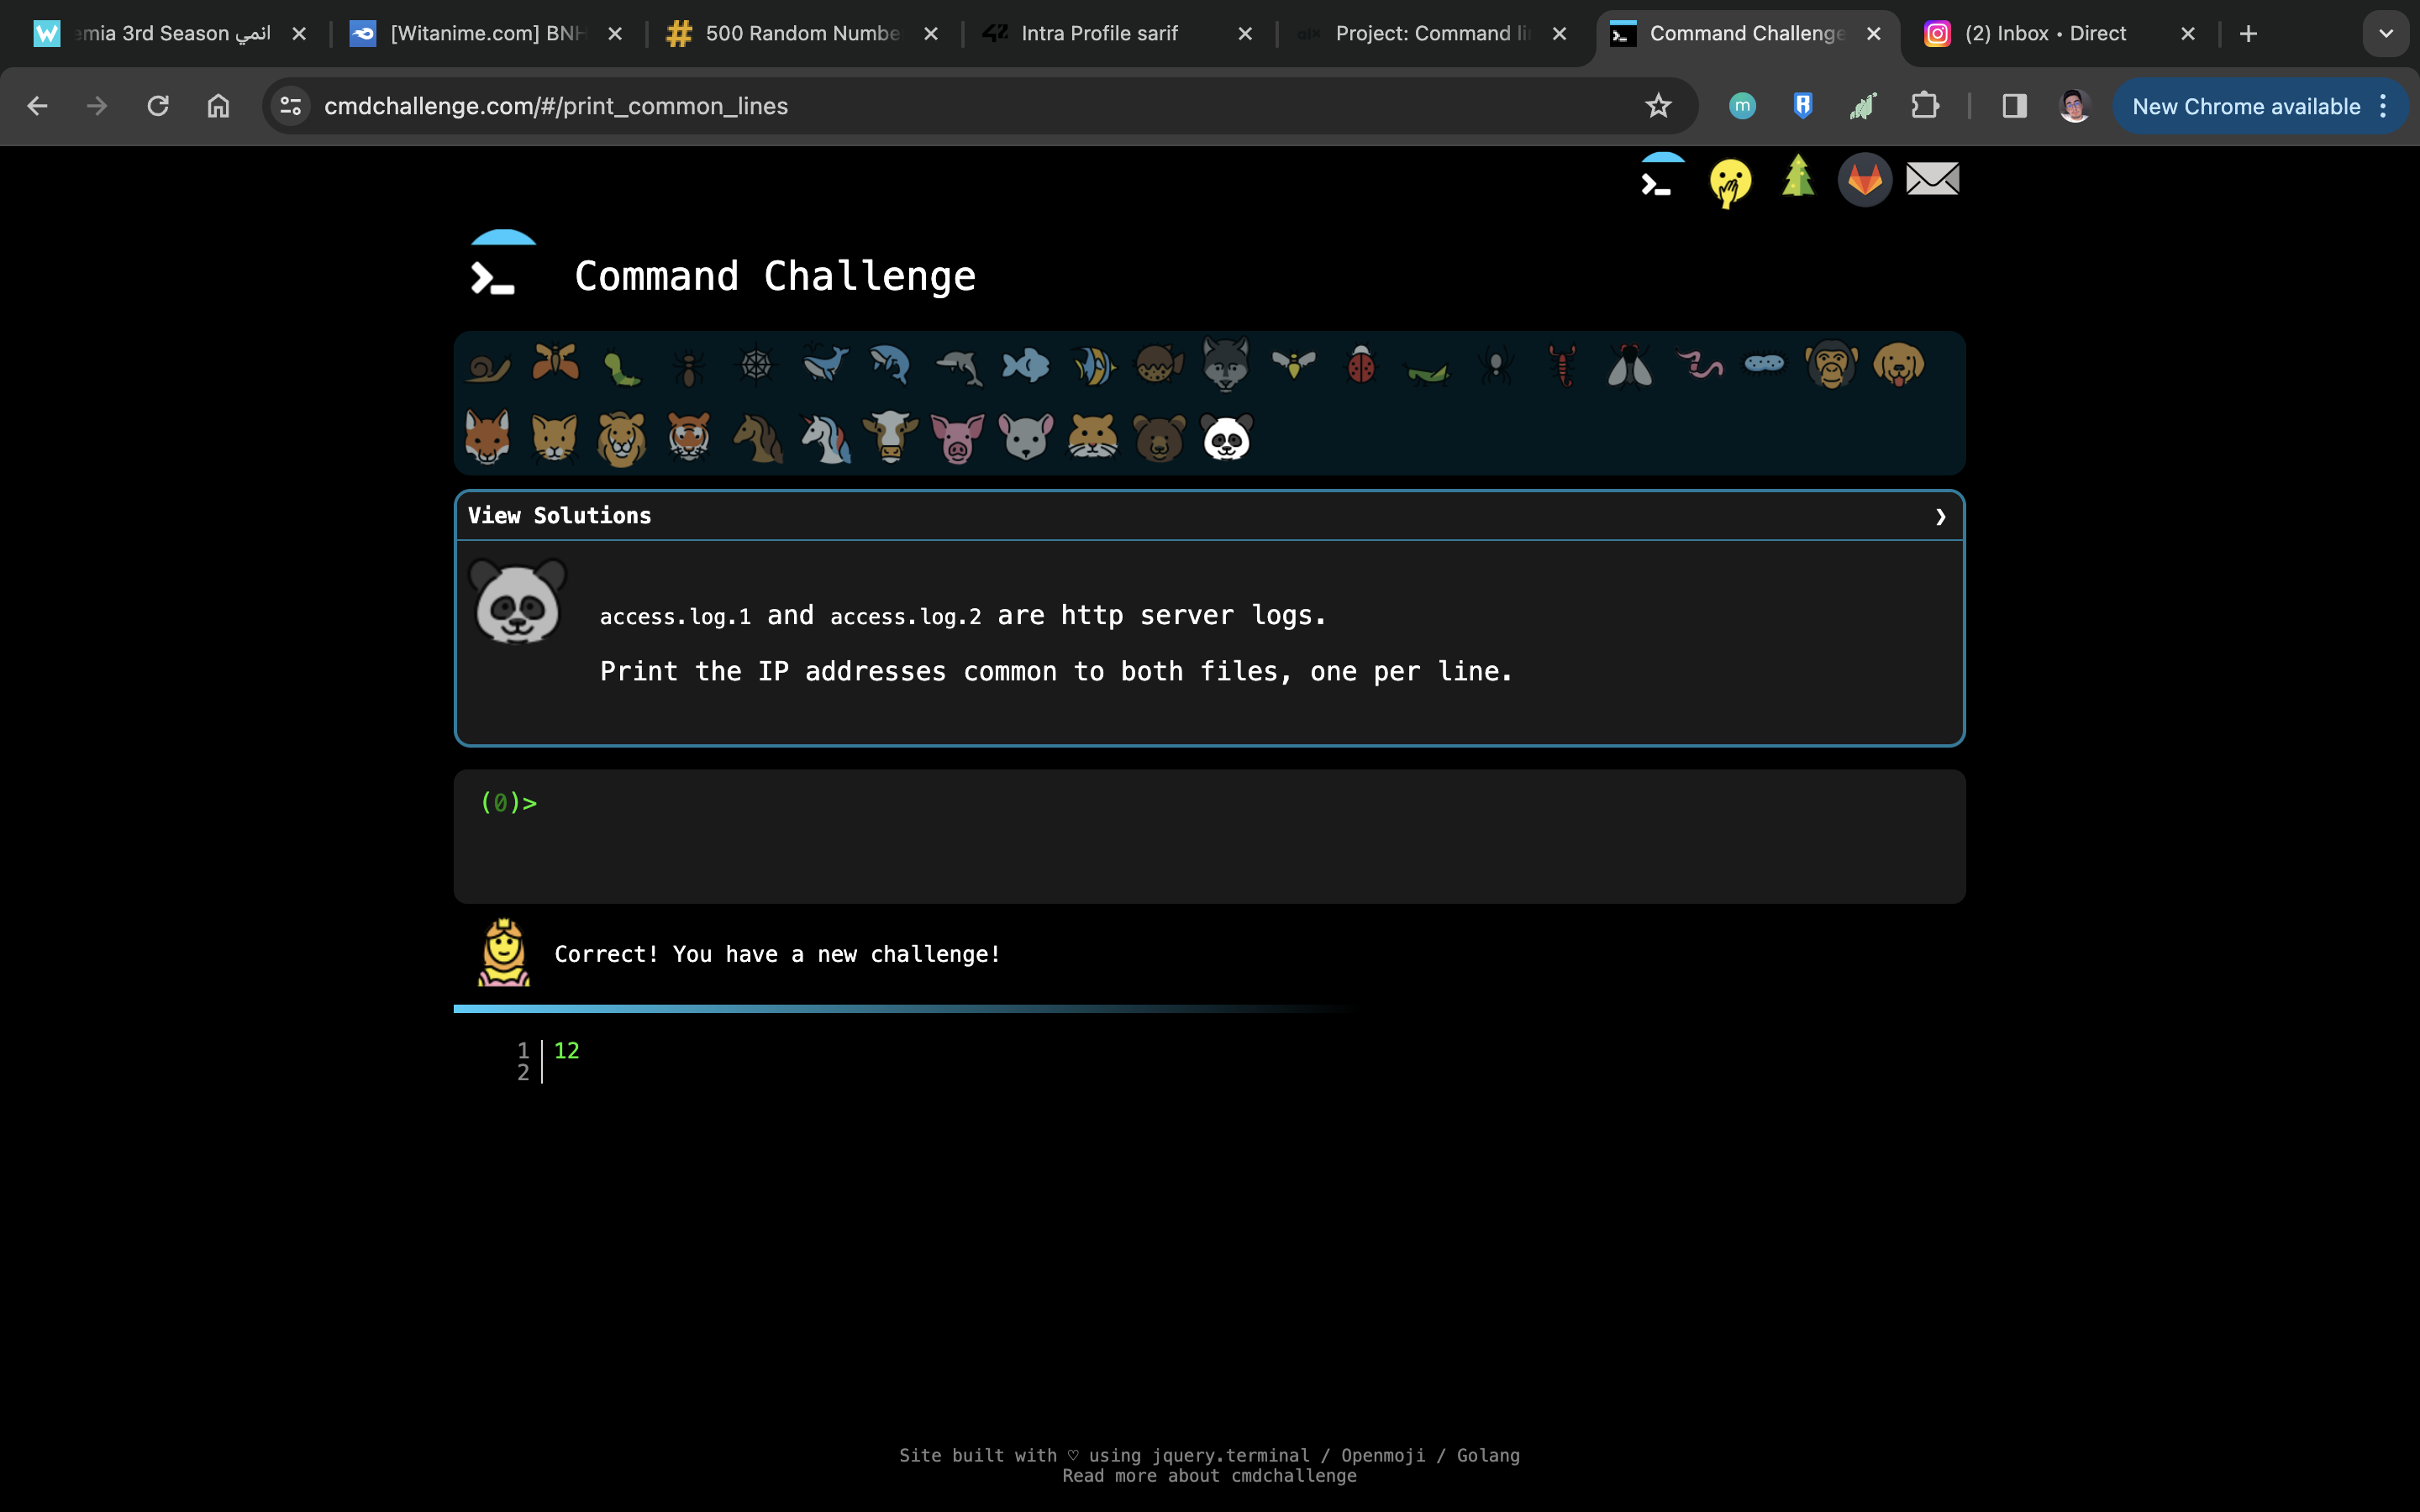 emia 3rd Season انمي
[Witanime.com] BNH
500 Random Numbe
Intra Profile sarif
Project: Command li
Command Challenge
(2) Inbox • Direct
cmdchallenge.com/#/print_common_lines
m
New Chrome available
Command Challenge
View Solutions
access.log.1 and access.log.2 are http server logs.
Print the IP addresses common to both files, one per line.
(0)>
Correct! You have a new challenge!
1 12
2
Site built with ♡ using jquery.terminal / Openmoji / Golang
Read more about cmdchallenge